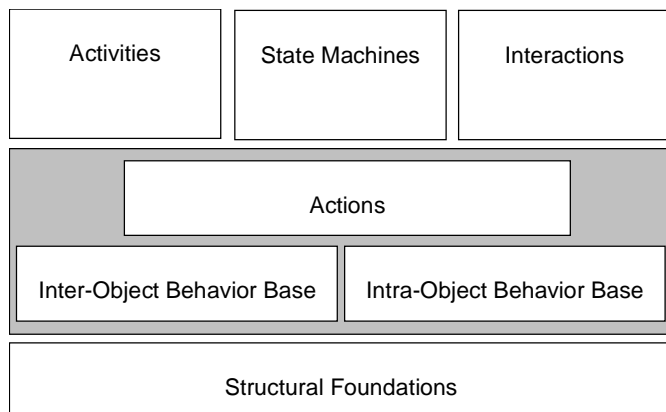 Activities
State Machines
Interactions
Actions
Inter-Object Behavior Base
Intra-Object Behavior Base
Structural Foundations